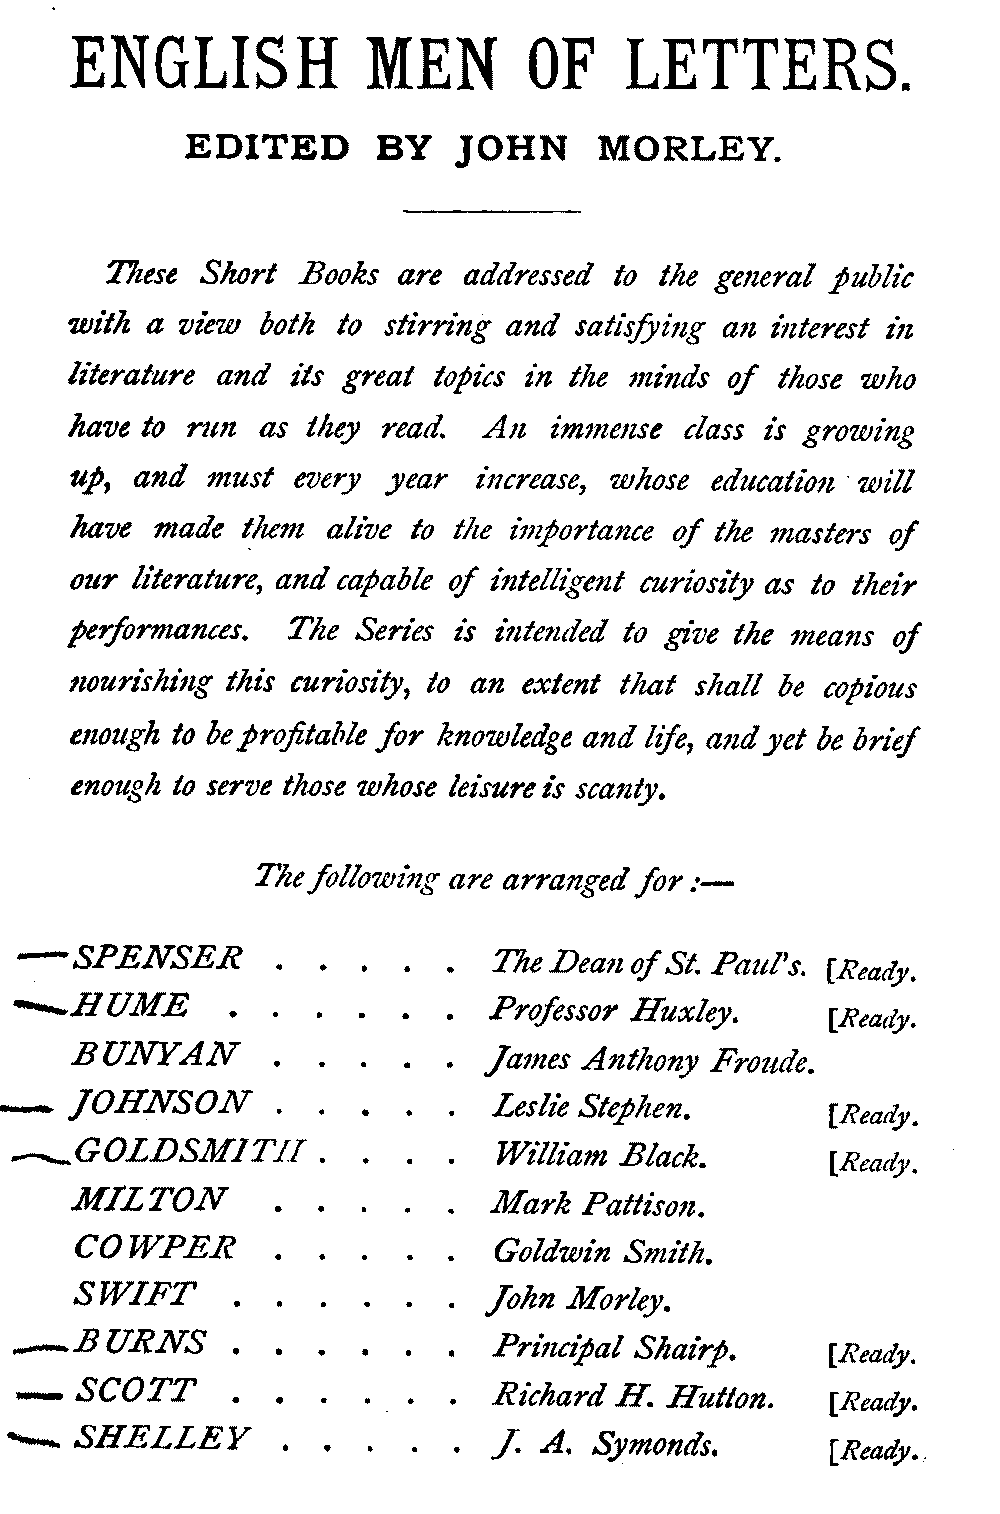 ENGLISH MEN OF LETTERS.
EDITED BY JOHN MORLEY.
These Short Books are addressed to the general public
with a view both to stirring and satisfying an interest in
literature and its great topics in the minds of those who
have to run as they read. An immense class is growing
up, and must every year increase, whose education will
have made them alive to the importance of the masters of
our literature, and capable of intelligent curiosity as to their
performances. The Series is intended to give the means of
nourishing this curiosity, to an extent that shall be copious
enough to be profitable for knowledge and life, and yet be brief
enough to serve those whose leisure is scanty.
The following are arranged for :—
SPENSER . . . . . The Dean of St. Paul's. [Ready.
HUME . . . . . . Professor Huxley. [Ready.
BUNYAN . . . . . James Anthony Froude.
JOHNSON . . . . . Leslie Stephen. [Ready.
GOLDSMITH . . . . William Black. [Ready.
MILTON . . . . . Mark Pattison.
COWPER . . . . . Goldwin Smith.
SWIFT . . . . . . John Morley.
BURNS . . . . . . Principal Shairp. [Ready.
SCOTT . . . . . . Richard H. Hutton. [Ready.
SHELLEY . . . . . J. A. Symonds. [Ready.